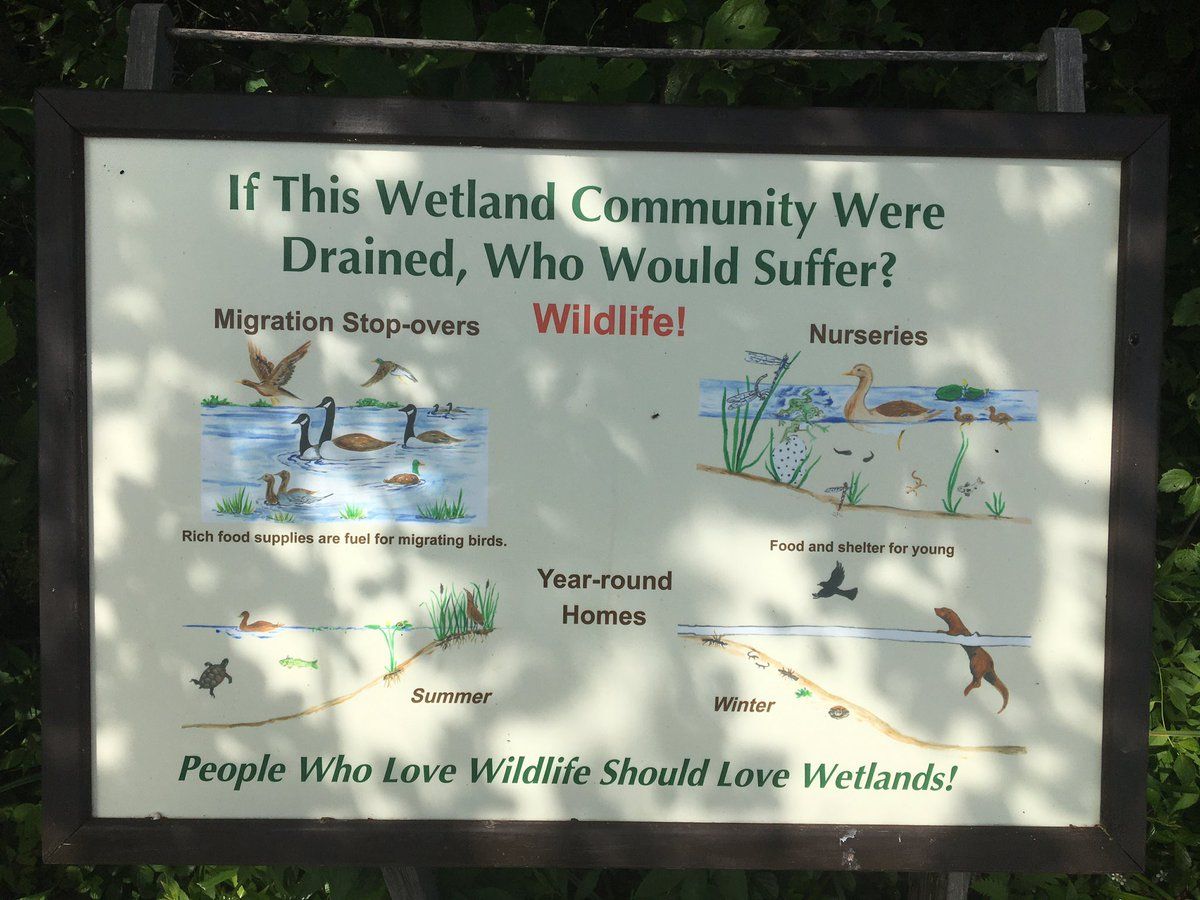 If This Wetland Community Were
Drained, Who Would Suffer?
Wildlife!
Migration Stop-overs
Rich food supplies are fuel for migrating birds.
Nurseries
Food and shelter for young
Year-round
Homes
Summer
Winter
People Who Love Wildlife Should Love Wetlands!